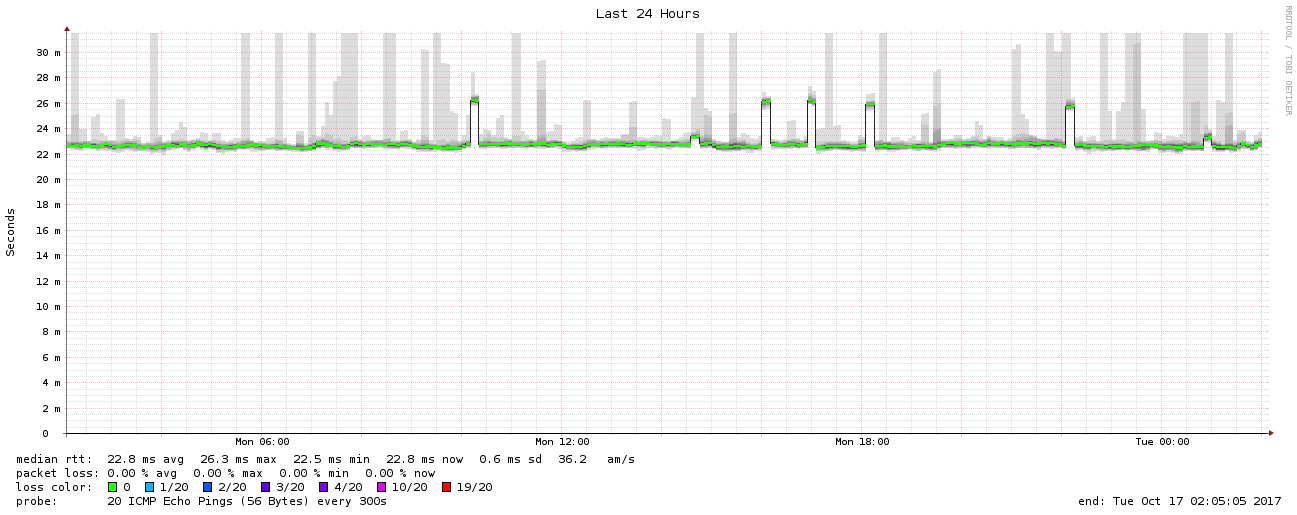 Last 24 Hours
RRDTOOL / TOBI OETIKER
Seconds
30 m
28 m
26 m
24 m
22 m
20 m
18 m
16 m
14 m
12 m
10 m
8 m
6 m
4 m
2 m
0
Mon 06:00 Mon 12:00 Mon 18:00 Tue 00:00
median rtt: 22.8 ms avg 26.3 ms max 22.5 ms min 22.8 ms now 0.6 ms sd 36.2 am/s
packet loss: 0.00 % avg 0.00 % max 0.00 % min 0.00 % now
loss color: 0 1/20 2/20 3/20 4/20 10/20 19/20
probe: 20 ICMP Echo Pings (56 Bytes) every 300s end: Tue Oct 17 02:05:05 2017